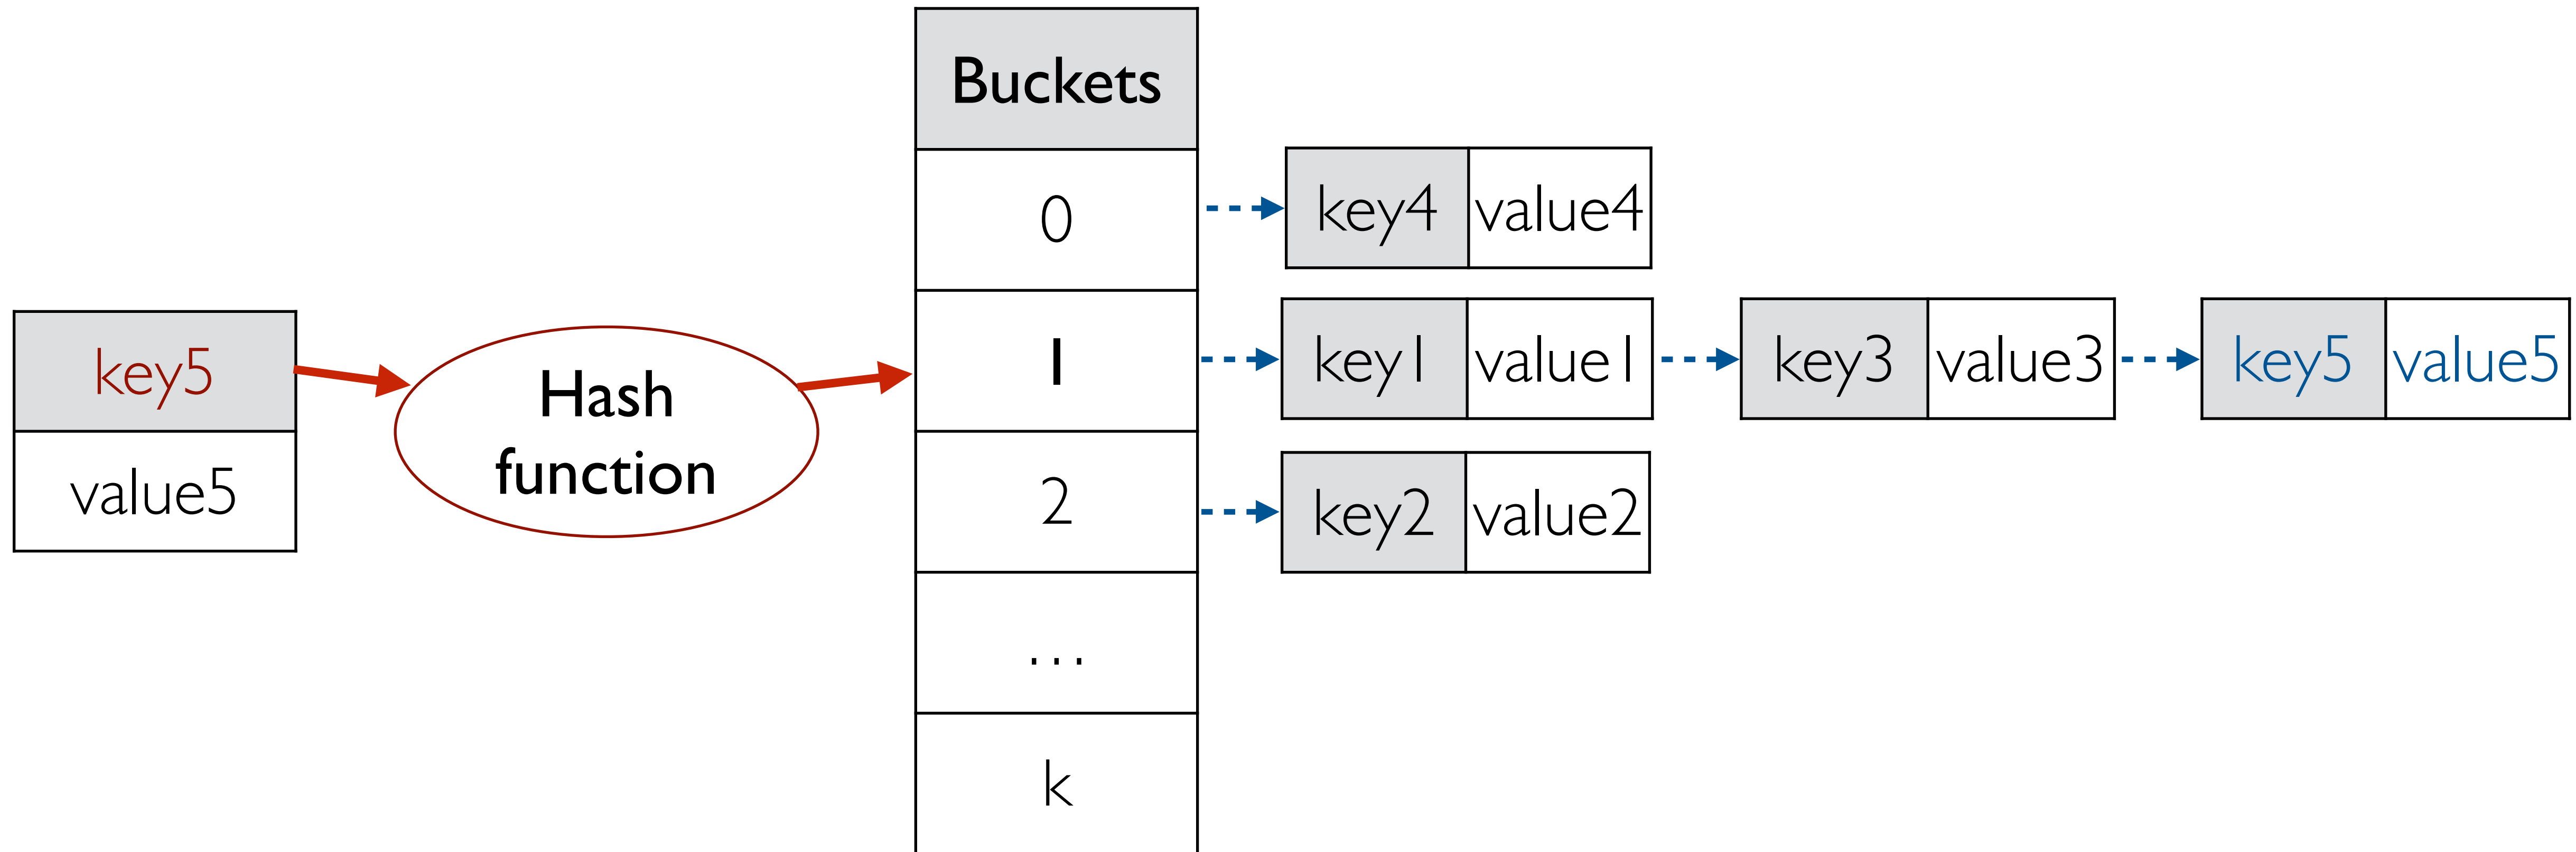 key5
value5
Hash
function
Buckets
0
1
2
...
k
key4 value4
key1 value1 key3 value3 key5 value5
key2 value2